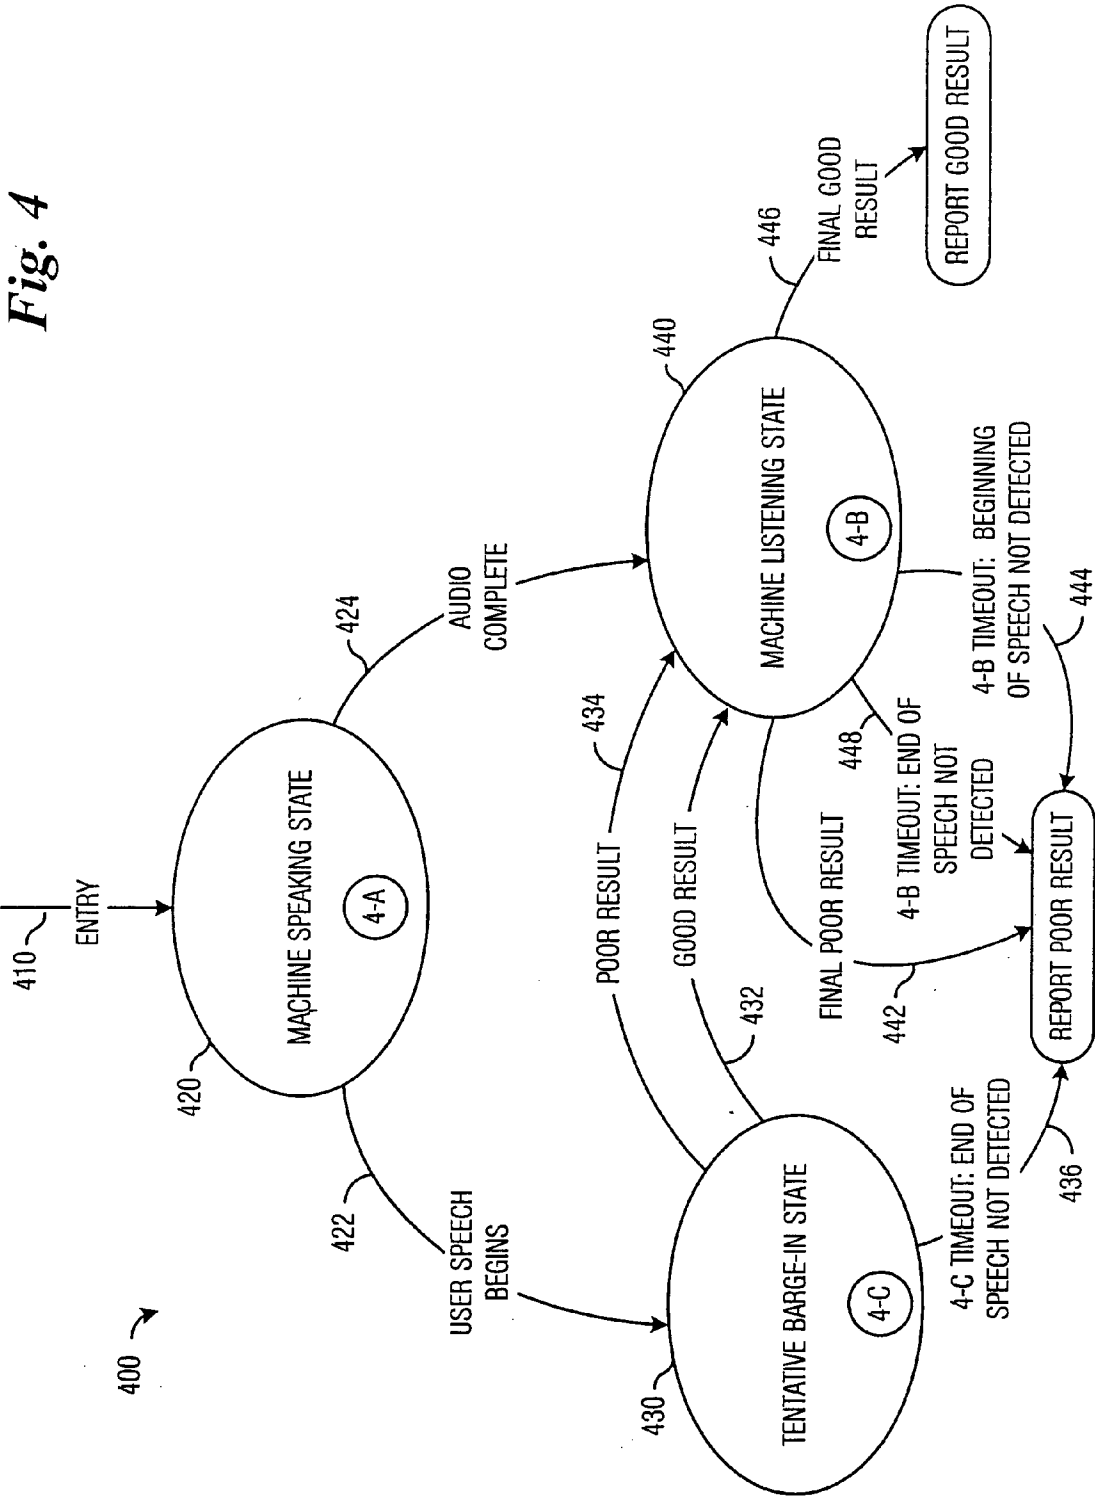 Fig. 4
400
410
ENTRY
420
MACHINE SPEAKING STATE
4-A
422
USER SPEECH
BEGINS
424
AUDIO
COMPLETE
430
TENTATIVE BARGE-IN STATE
4-C
POOR RESULT
434
GOOD RESULT
432
440
MACHINE LISTENING STATE
4-B
446
FINAL GOOD
RESULT
REPORT GOOD RESULT
FINAL POOR RESULT
442
448
4-B TIMEOUT: END OF
SPEECH NOT
DETECTED
4-B TIMEOUT: BEGINNING
OF SPEECH NOT DETECTED
444
4-C TIMEOUT: END OF
SPEECH NOT DETECTED
436
REPORT POOR RESULT